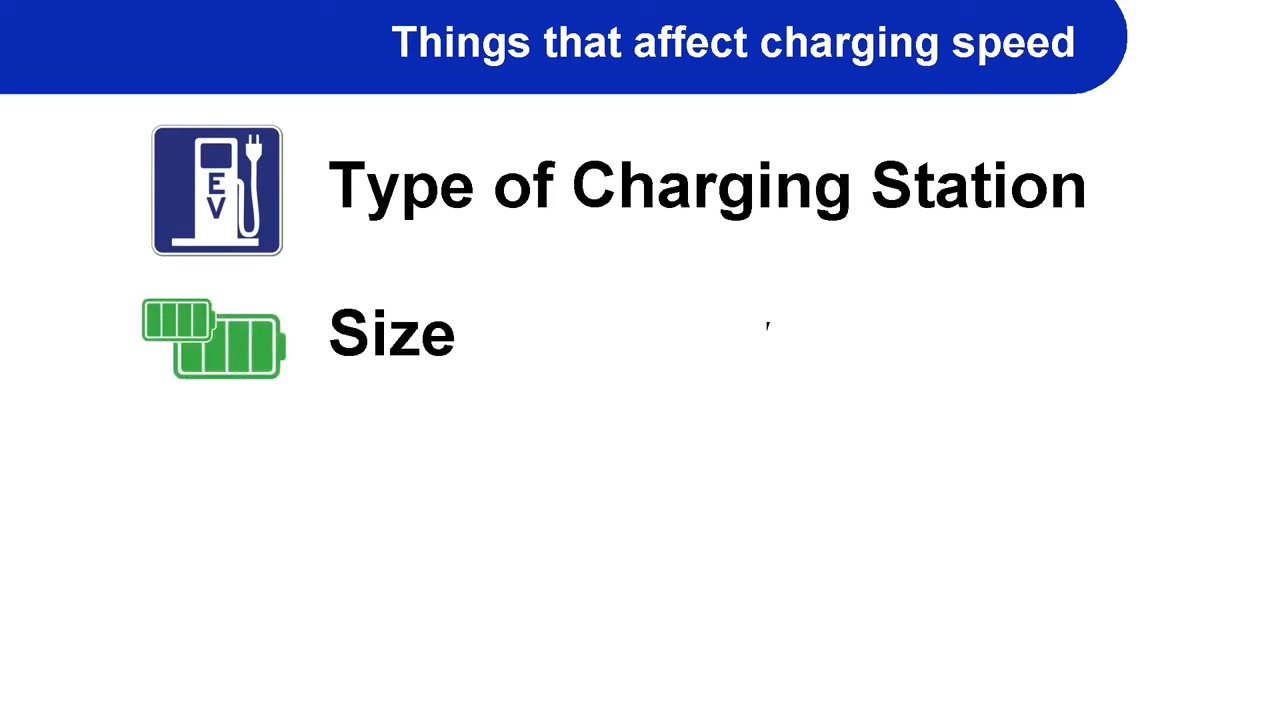 Things that affect charging speed
EV
Type of Charging Station
Size